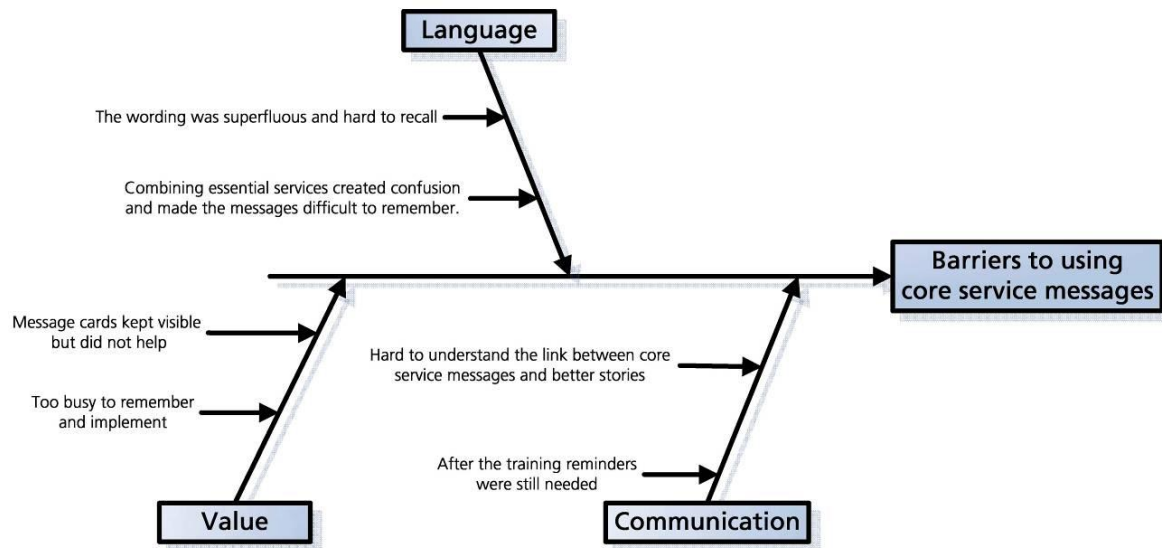 Language
The wording was superfluous and hard to recall
Combining essential services created confusion
and made the messages difficult to remember.
Barriers to using
core service messages
Message cards kept visible
but did not help
Too busy to remember
and implement
Value
Hard to understand the link between core
service messages and better stories
After the training reminders
were still needed
Communication